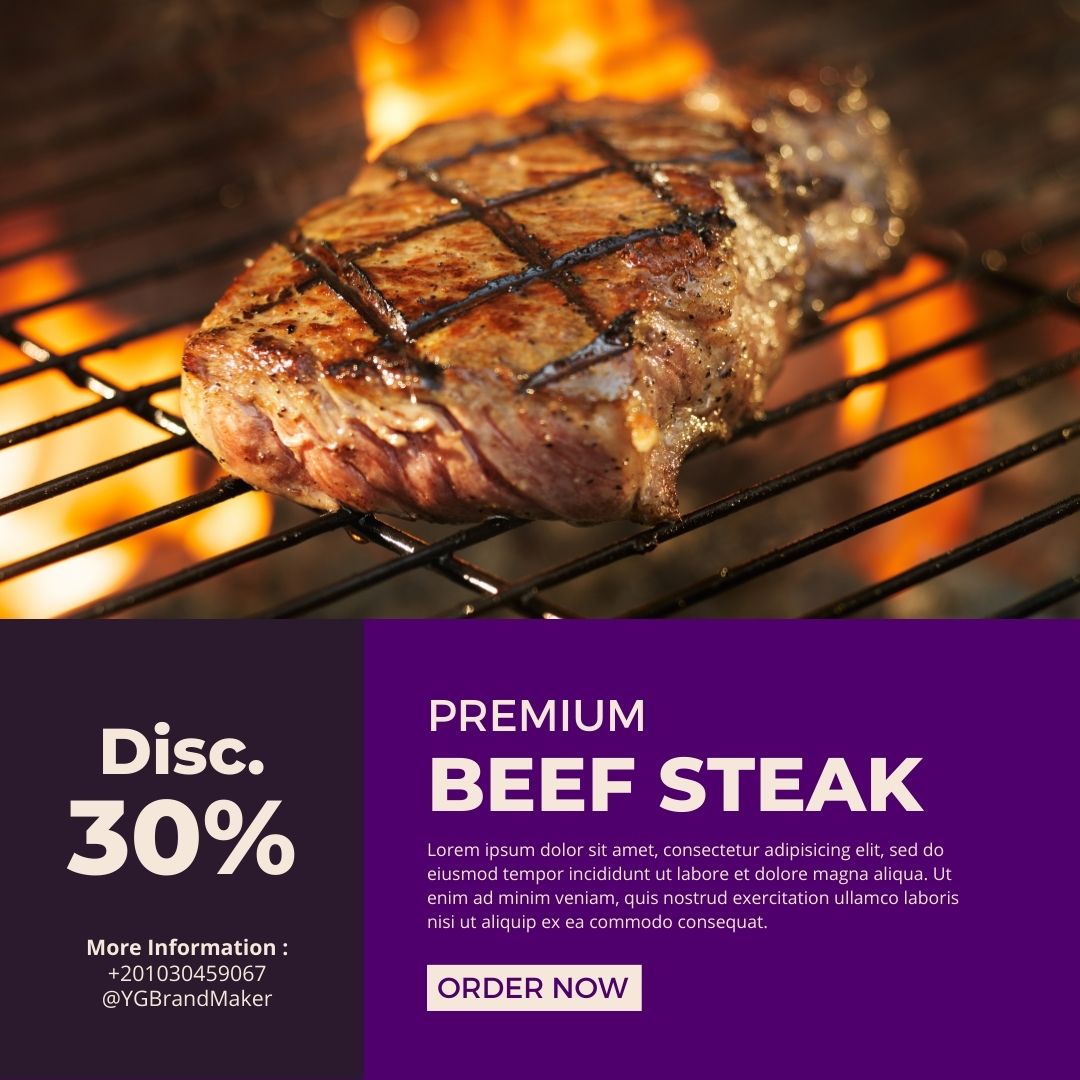 Disc.
30%
More Information :
+201030459067
@YGBrandMaker
PREMIUM
BEEF STEAK
Lorem ipsum dolor sit amet, consectetur adipisicing elit, sed do
eiusmod tempor incididunt ut labore et dolore magna aliqua. Ut
enim ad minim veniam, quis nostrud exercitation ullamco laboris
nisi ut aliquip ex ea commodo consequat.
ORDER NOW